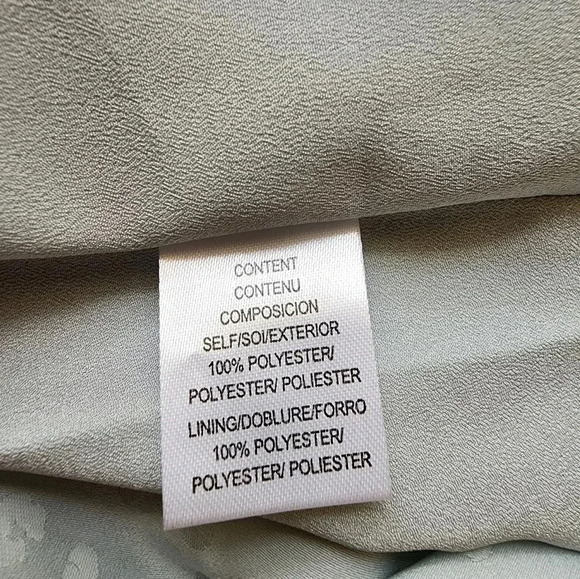 CONTENT
CONTENU
COMPOSICION
SELF/SOI/EXTERIOR
100% POLYESTER/
POLYESTER/ POLIESTER
LINING/DOBLURE/FORRO
100% POLYESTER/
POLYESTER/ POLIESTER